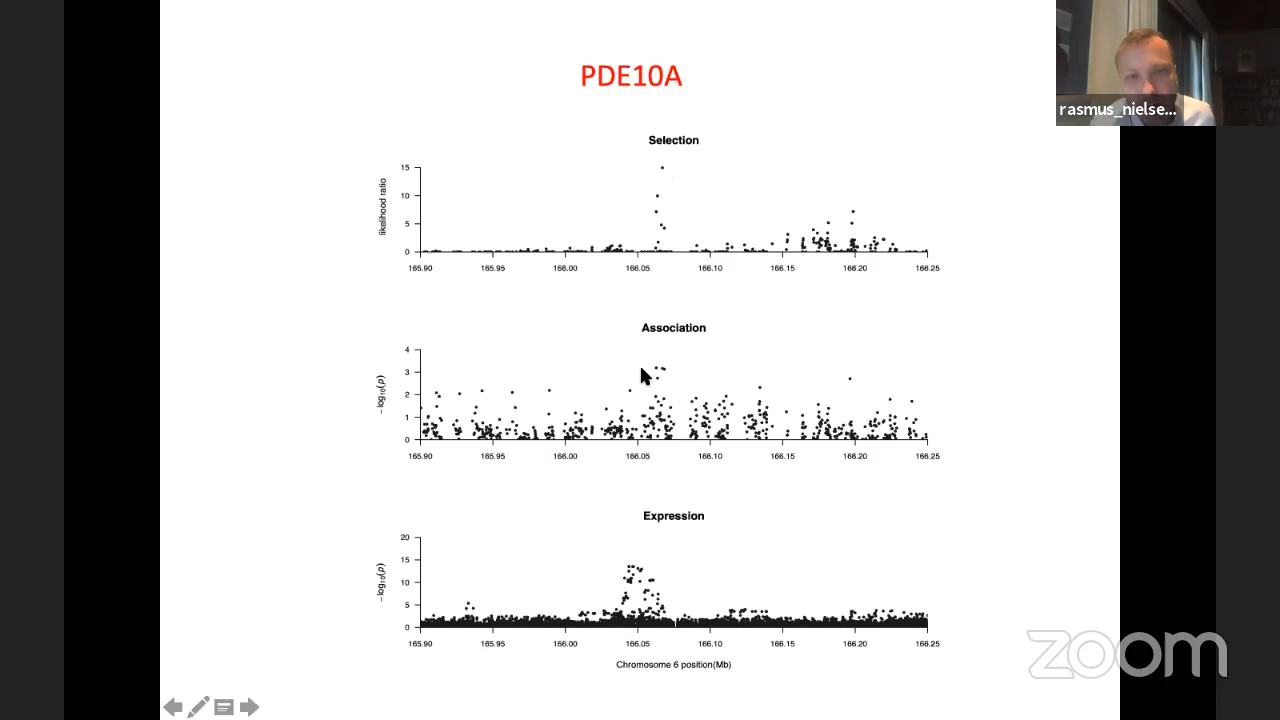 PDE10A
rasmus_nielse...
Selection
likelihood ratio
15
10
5
0
165.90 165.95 166.00 166.05 166.10 166.15 166.20 166.25
Association
−log10(p)
4
3
2
1
0
165.90 165.95 166.00 166.05 166.10 166.15 166.20 166.25
Expression
−log10(p)
20
15
10
5
0
165.90 165.95 166.00 166.05 166.10 166.15 166.20 166.25
Chromosome 6 position(Mb)
zoom